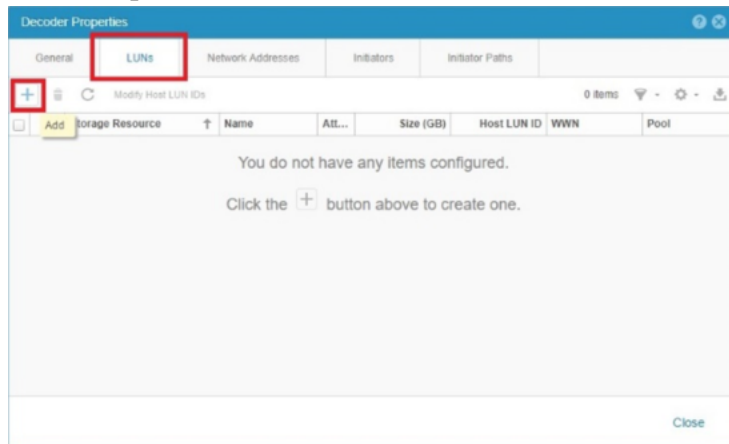 Decoder Properties
General LUNs Network Addresses Initiators Initiator Paths
Modify Host LUN IDs 0 items
Add torage Resource Name Att... Size (GB) Host LUN ID WWN Pool
You do not have any items configured.
Click the + button above to create one.
Close